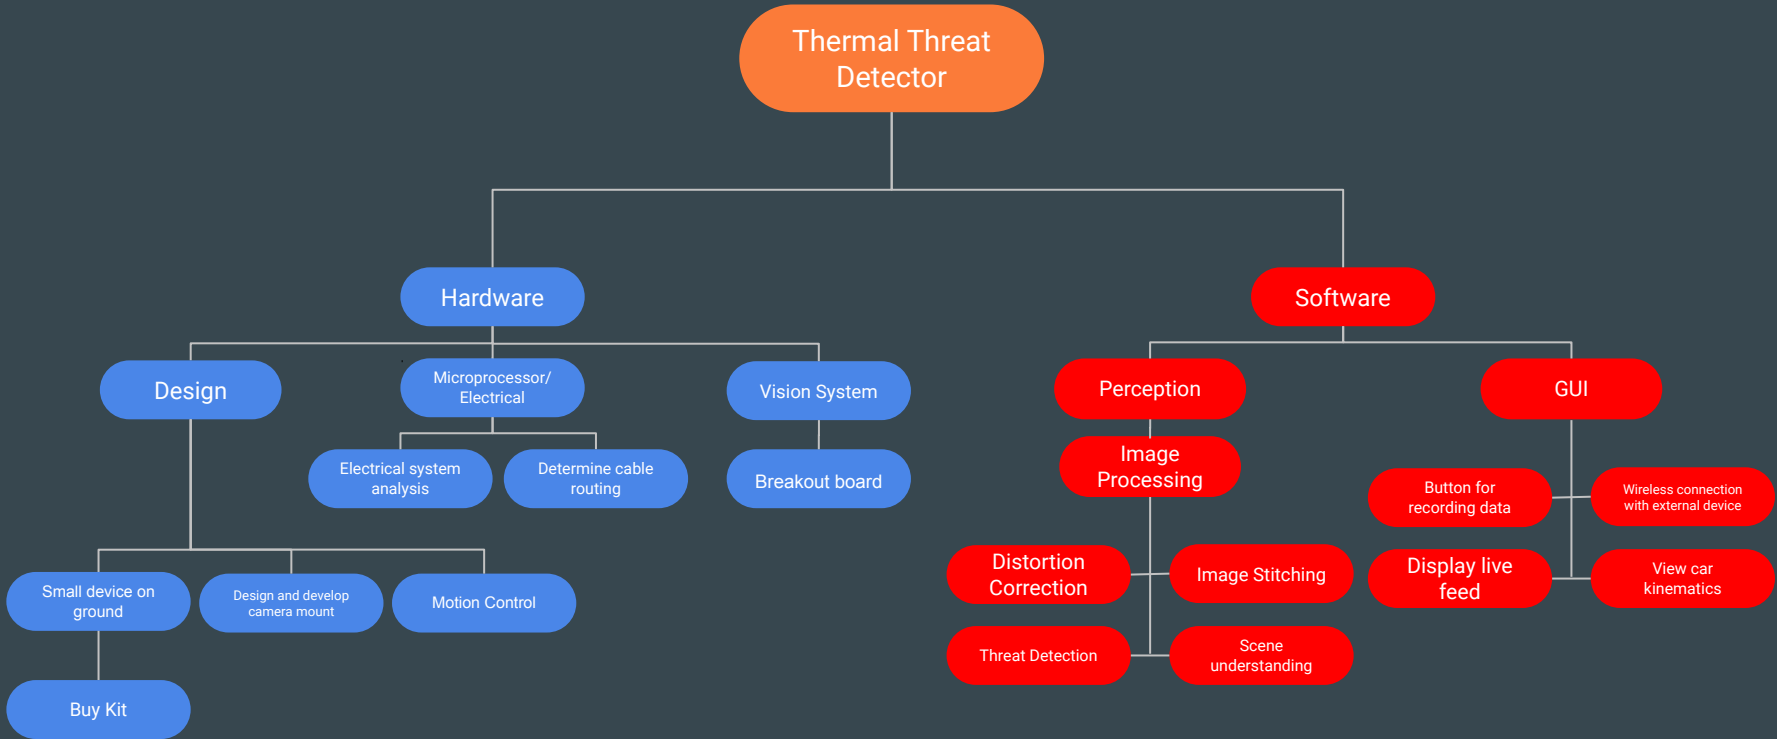 Thermal Threat
Detector
Hardware
Software
Design
Microprocessor/
Electrical
Vision System
Perception
GUI
Electrical system
analysis
Determine cable
routing
Breakout board
Image
Processing
Button for
recording data
Wireless connection
with external device
Small device on
ground
Design and develop
camera mount
Motion Control
Distortion
Correction
Image Stitching
Display live
feed
View car
kinematics
Threat Detection
Scene
understanding
Buy Kit